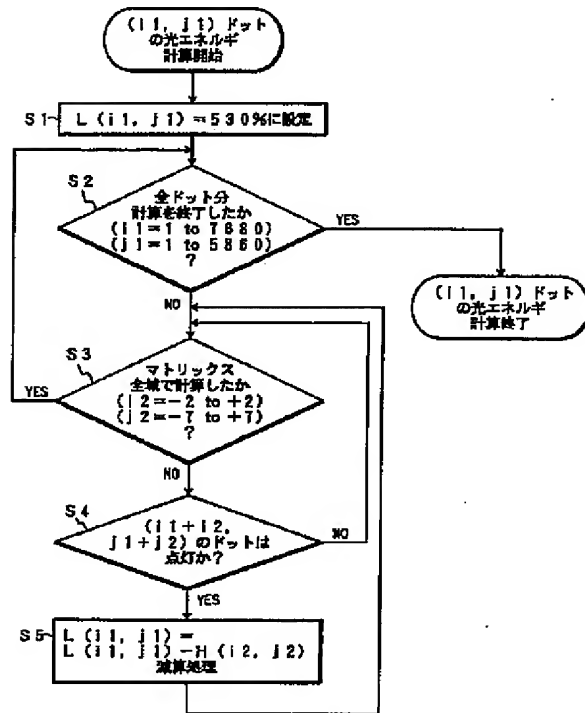 (i1, j1) ドット
の光エネルギ
計算開始
S1
L (i1, j1) =530%に設定
S2
全ドット分
計算を終了したか
(i1=1 to 7680)
(j1=1 to 5860)
?
YES
NO
(i1, j1) ドット
の光エネルギ
計算終了
S3
マトリックス
全域で計算したか
(j2=-2 to +2)
(j2=-7 to +7)
?
YES
NO
S4
(i1+i2,
j1+j2) のドットは
点灯か?
NO
YES
S5
L (i1, j1) =
L (i1, j1) -H (i2, j2)
減算処理